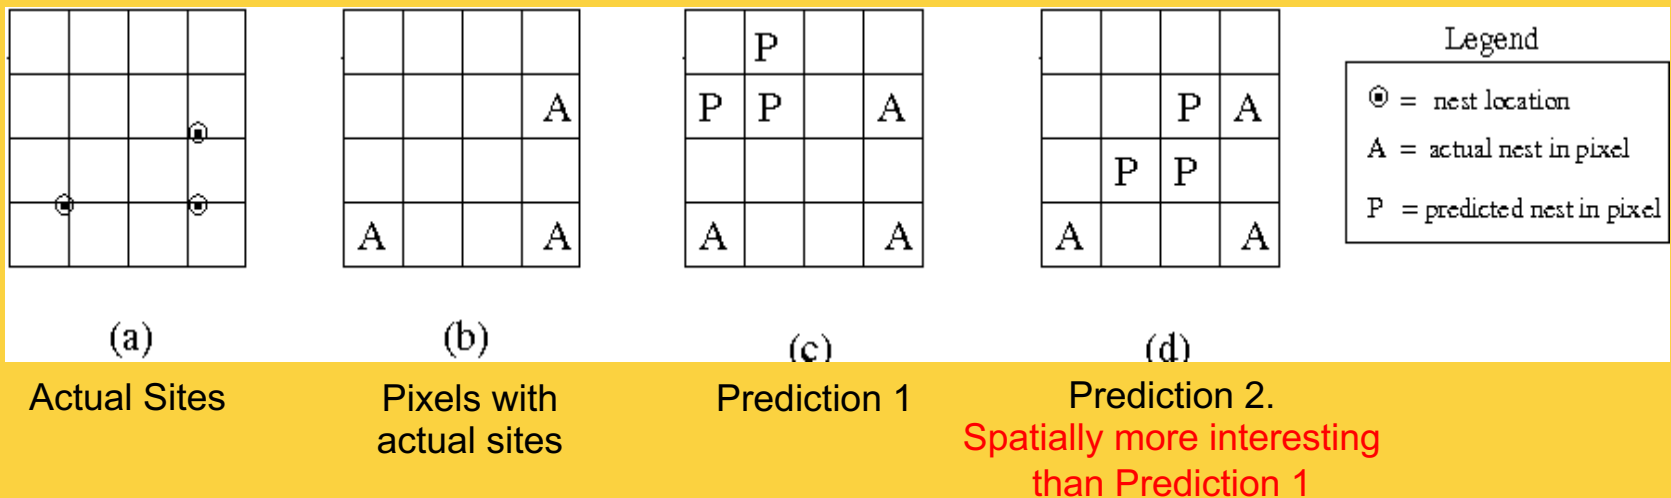 P
A
P P A
A A
A A
(a)
Actual Sites
A
A A
(b)
Pixels with
actual sites
P
P P A
A A
(c)
Prediction 1
P A
P P
A A
(d)
Prediction 2.
Spatially more interesting
than Prediction 1
Legend
= nest location
A = actual nest in pixel
P = predicted nest in pixel